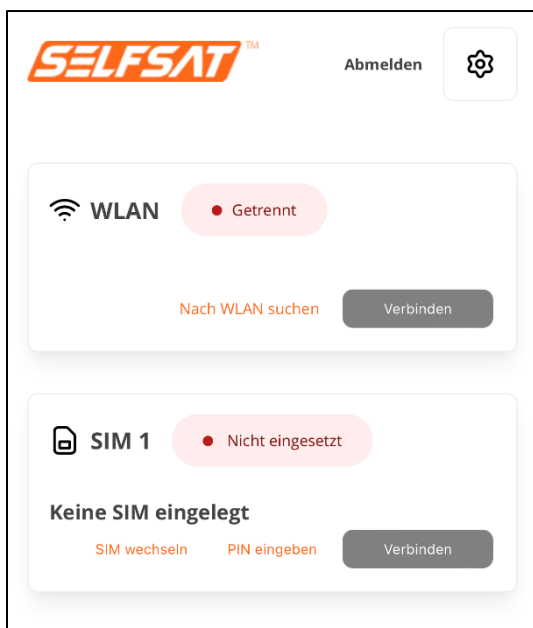 SELFSAT™
Abmelden
WLAN
Getrennt
Nach WLAN suchen
Verbinden
SIM 1
Nicht eingesetzt
Keine SIM eingelegt
SIM wechseln
PIN eingeben
Verbinden